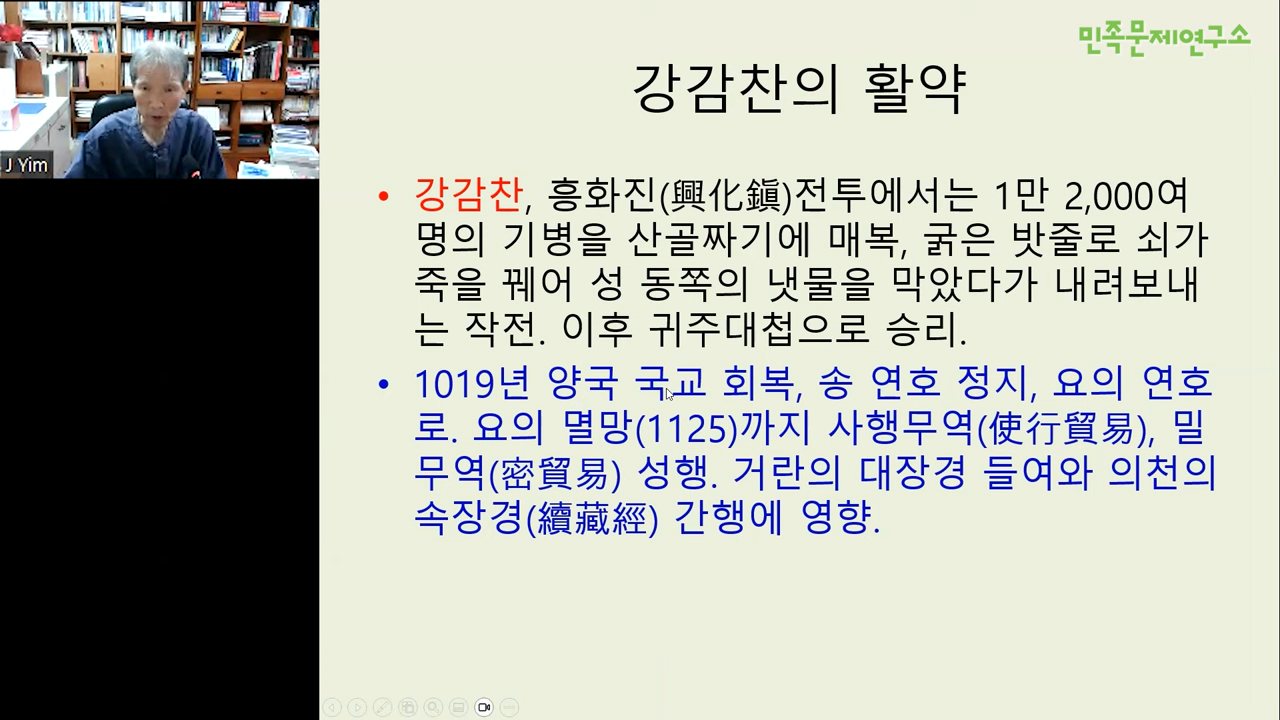 민족문제연구소
강감찬의 활약
J Yim
• 강감찬, 흥화진(興化鎭)전투에서는 1만 2,000여
명의 기병을 산골짜기에 매복, 굵은 밧줄로 쇠가
죽을 꿰어 성 동쪽의 냇물을 막았다가 내려보내
는 작전. 이후 귀주대첩으로 승리.
• 1019년 양국 국교 회복, 송 연호 정지, 요의 연호
로. 요의 멸망(1125)까지 사행무역(使行貿易), 밀
무역(密貿易) 성행. 거란의 대장경 들여와 의천의
속장경(續藏經) 간행에 영향.